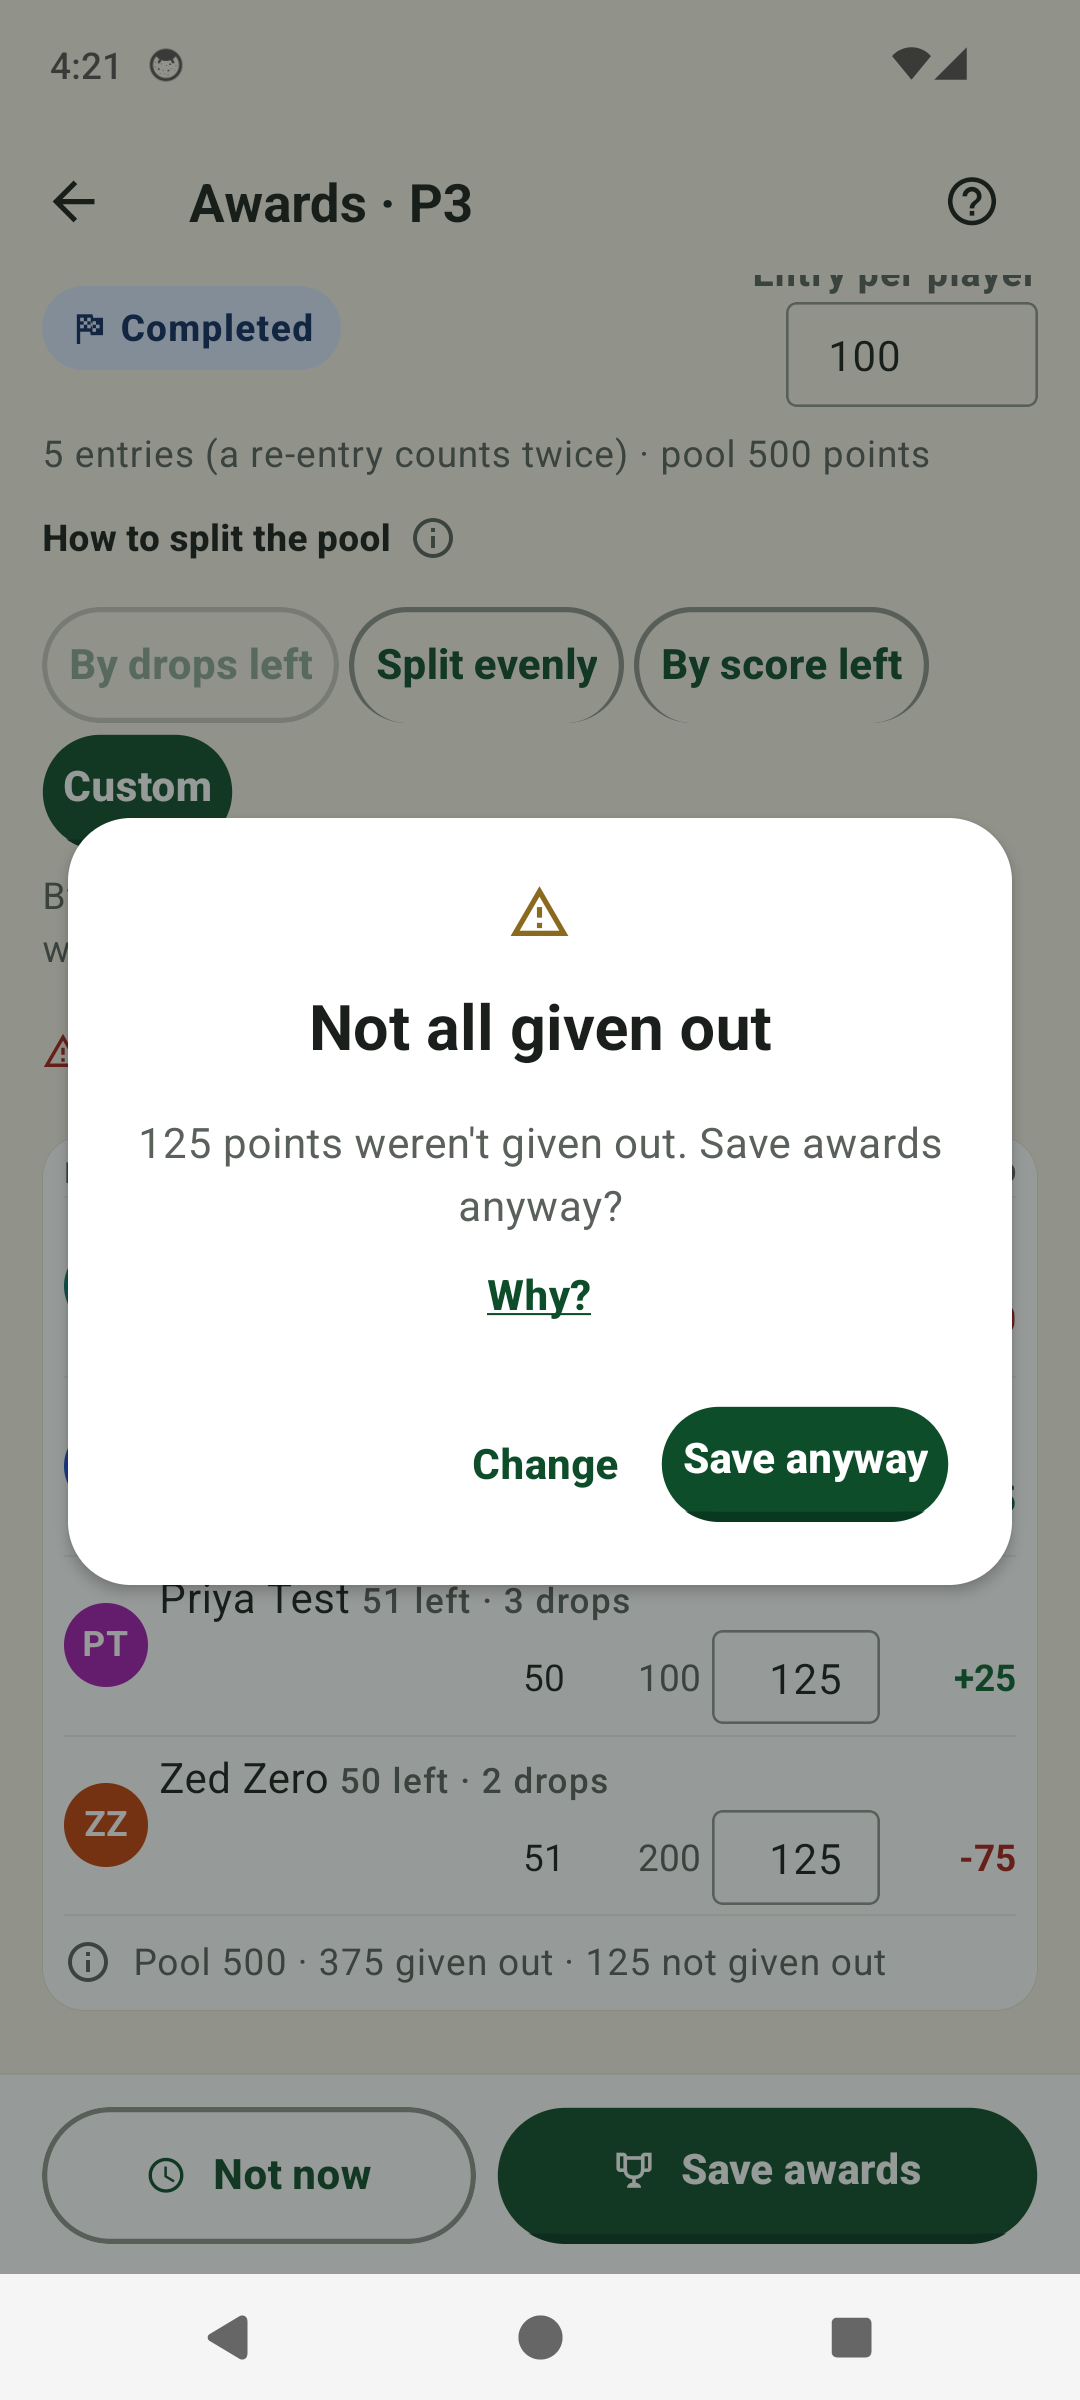 4:21
Awards · P3
Entry per player
Completed
100
5 entries (a re-entry counts twice) · pool 500 points
How to split the pool
By drops left
Split evenly
By score left
Custom
Not all given out
125 points weren't given out. Save awards
anyway?
Why?
Change
Save anyway
Priya Test 51 left · 3 drops
PT
50 100 125 +25
Zed Zero 50 left · 2 drops
ZZ
51 200 125 -75
Pool 500 · 375 given out · 125 not given out
Not now
Save awards